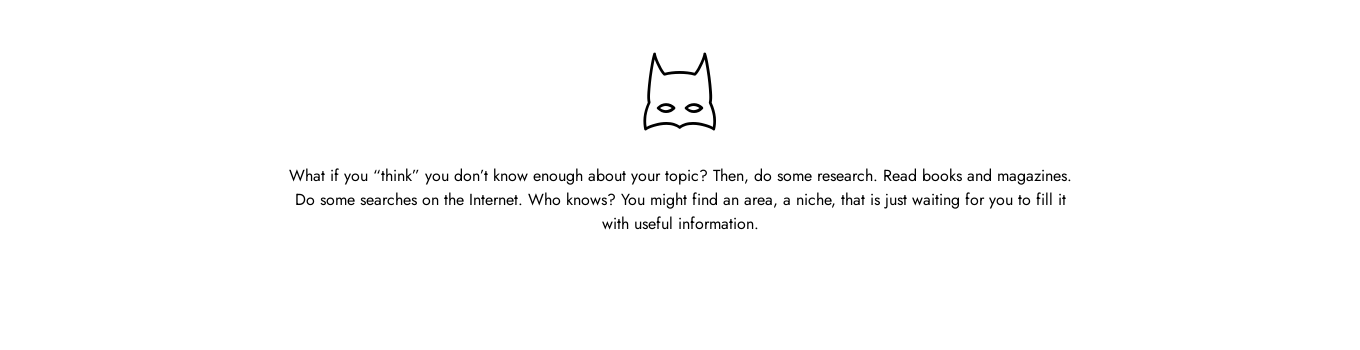 What if you “think” you don’t know enough about your topic? Then, do some research. Read books and magazines.
Do some searches on the Internet. Who knows? You might find an area, a niche, that is just waiting for you to fill it
with useful information.